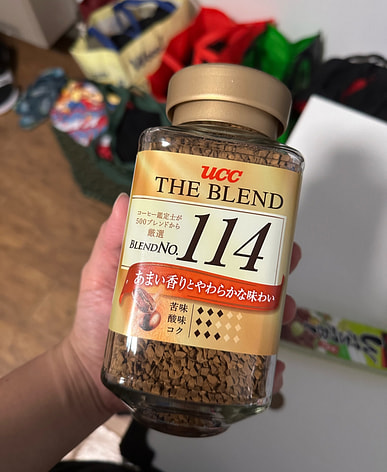 UCC
THE BLEND
コーヒー鑑定士が
500ブレンドから
厳選
BLEND NO. 114
あまい香りとやわらかな味わい
苦味
酸味
コク